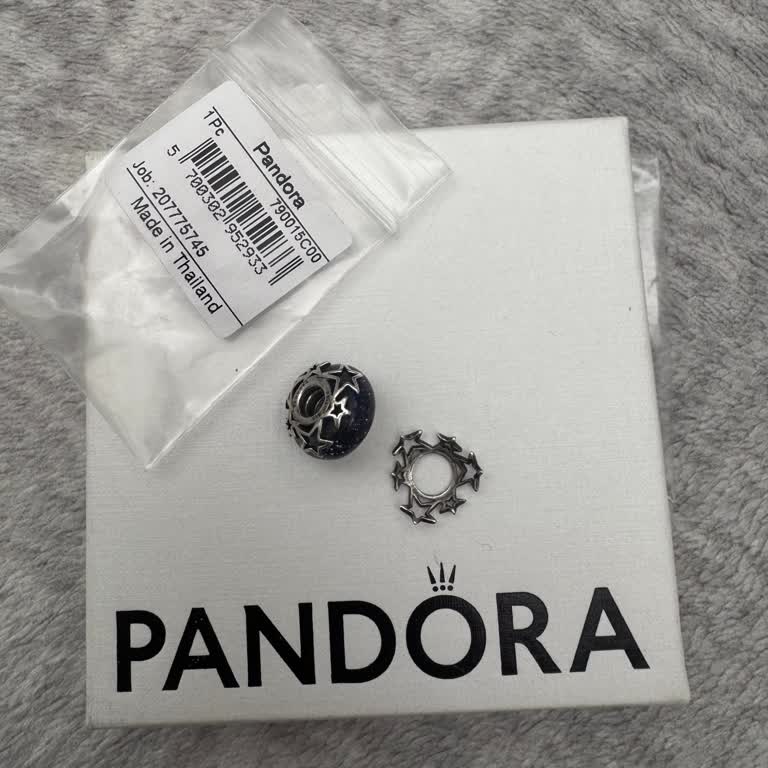 Pandora
1Pc 790015C00
5 700302 952933
Job: 207775745
Made in Thailand
PANDORA